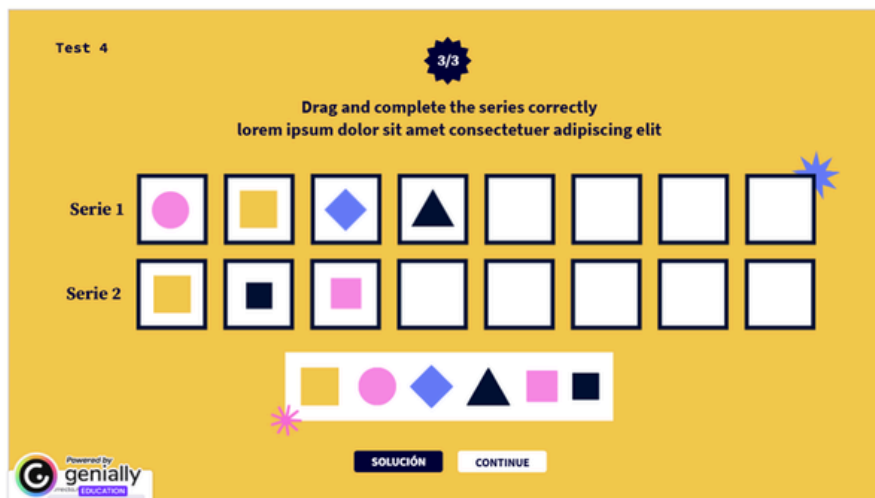 Test 4
3/3
Drag and complete the series correctly
lorem ipsum dolor sit amet consectetuer adipiscing elit
Serie 1
Serie 2
SOLUCIÓN
CONTINUE
Powered by
genially
EDUCATION